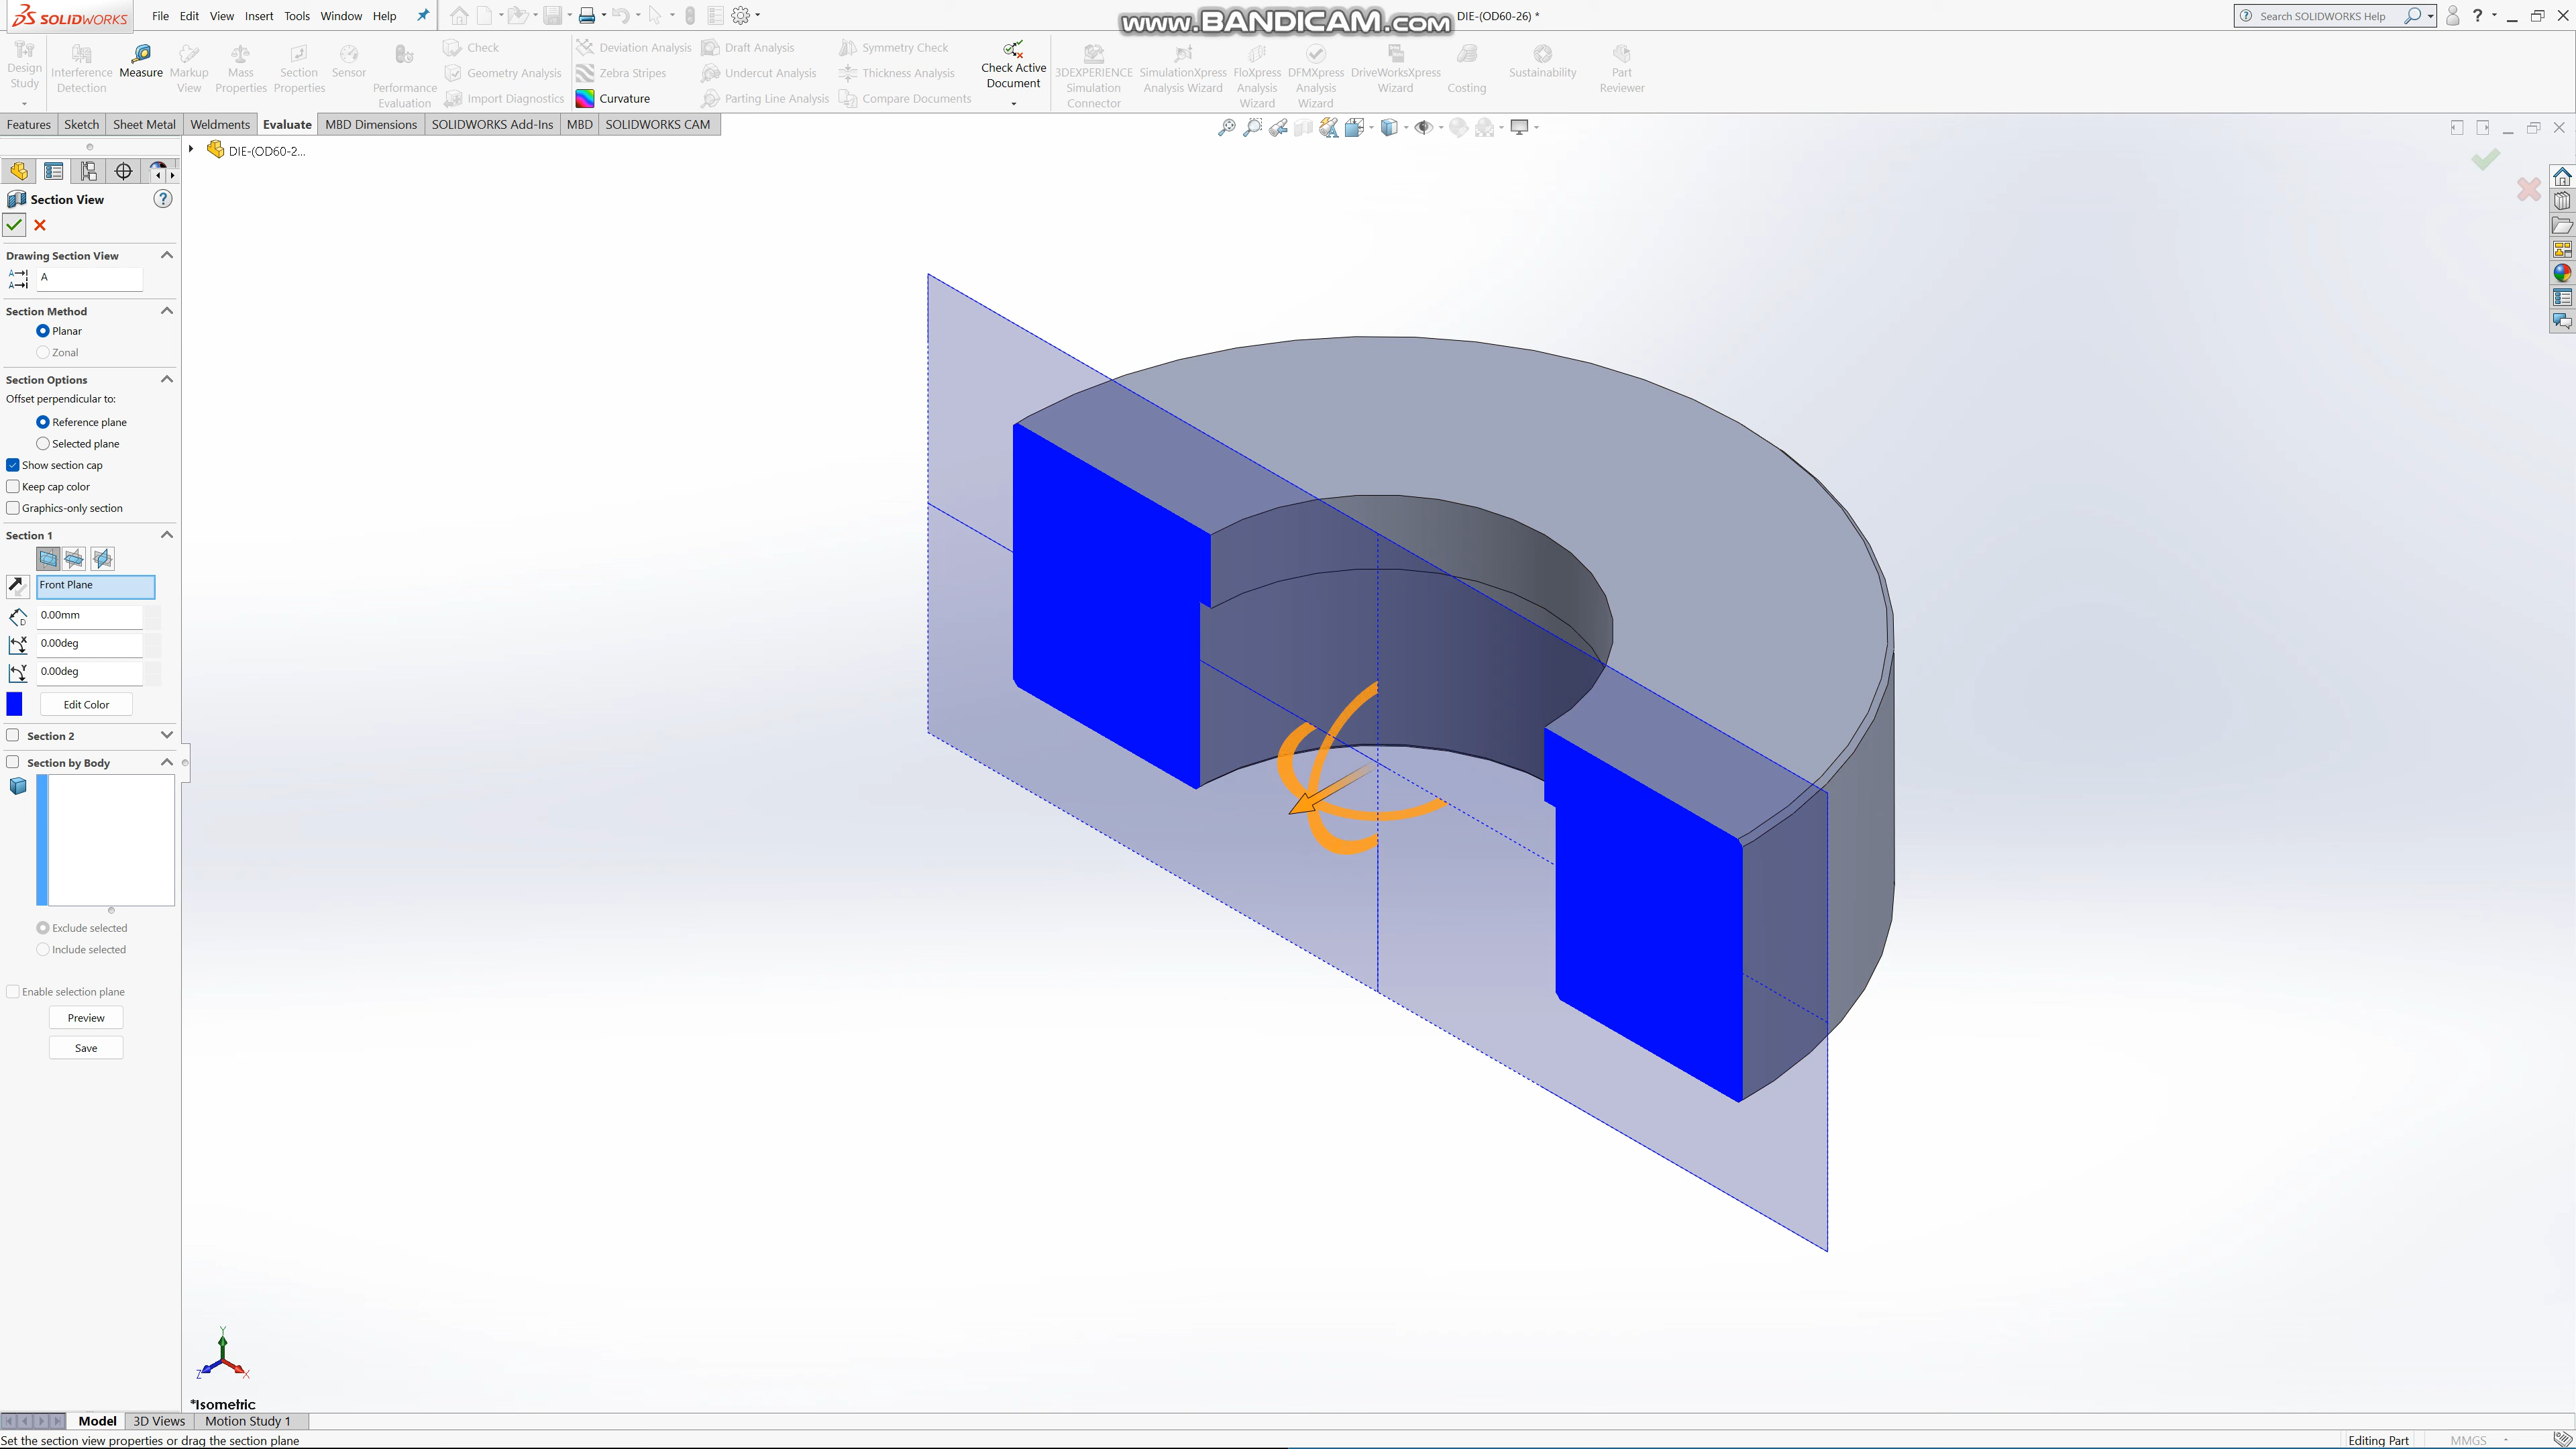 SOLIDWORKS
File Edit View Insert Tools Window Help
www.BANDICAM.com
DIE-(OD60-26) *
Search SOLIDWORKS Help
Design Study
Interference Detection
Measure
Markup View
Mass Properties
Section Properties
Sensor
Performance Evaluation
Check
Geometry Analysis
Import Diagnostics
Deviation Analysis
Zebra Stripes
Curvature
Draft Analysis
Undercut Analysis
Parting Line Analysis
Symmetry Check
Thickness Analysis
Compare Documents
Check Active Document
3DEXPERIENCE Simulation Connector
SimulationXpress Analysis Wizard
FloXpress Analysis Wizard
DFMXpress Analysis Wizard
DriveWorksXpress Wizard
Costing
Sustainability
Part Reviewer
Features Sketch Sheet Metal Weldments Evaluate MBD Dimensions SOLIDWORKS Add-Ins MBD SOLIDWORKS CAM
DIE-(OD60-2...
Section View
Drawing Section View
A
Section Method
Planar
Zonal
Section Options
Offset perpendicular to:
Reference plane
Selected plane
Show section cap
Keep cap color
Graphics-only section
Section 1
Front Plane
0.00mm
0.00deg
0.00deg
Edit Color
Section 2
Section by Body
Exclude selected
Include selected
Enable selection plane
Preview
Save
Y
Z
X
*Isometric
Model 3D Views Motion Study 1
Set the section view properties or drag the section plane
Editing Part MMGS